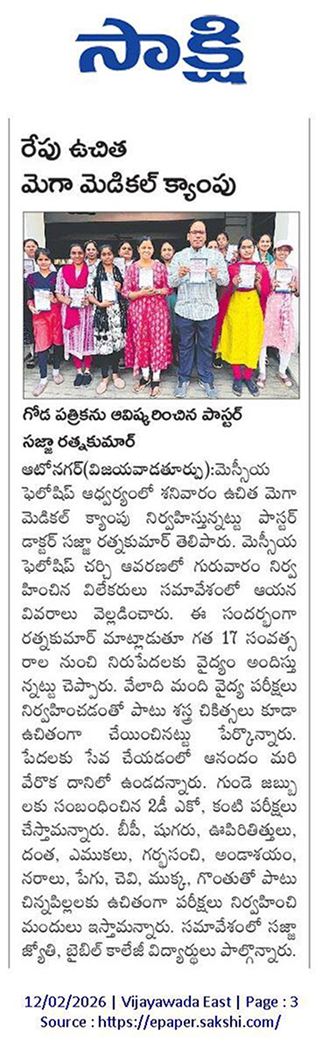 సాక్షి
రేపు ఉచిత
మెగా మెడికల్ క్యాంపు
గోడ పత్రికను ఆవిష్కరించిన పాస్టర్
సజ్జా రత్నకుమార్
ఆటోనగర్(విజయవాడతూర్పు):మెస్సీయ
ఫెలోషిప్ ఆధ్వర్యంలో శనివారం ఉచిత మెగా
మెడికల్ క్యాంపు నిర్వహిస్తున్నట్టు పాస్టర్
డాక్టర్ సజ్జా రత్నకుమార్ తెలిపారు. మెస్సీయ
ఫెలోషిప్ చర్చి ఆవరణలో గురువారం నిర్వ
హించిన విలేకరులు సమావేశంలో ఆయన
వివరాలు వెల్లడించారు. ఈ సందర్భంగా
రత్నకుమార్ మాట్లాడుతూ గత 17 సంవత్స
రాల నుంచి నిరుపేదలకు వైద్యం అందిస్తు
న్నట్టు చెప్పారు. వేలాది మంది వైద్య పరీక్షలు
నిర్వహించడంతో పాటు శస్త్ర చికిత్సలు కూడా
ఉచితంగా చేయించినట్టు పేర్కొన్నారు.
పేదలకు సేవ చేయడంలో ఆనందం మరి
వేరొక దానిలో ఉండదన్నారు. గుండె జబ్బు
లకు సంబంధించిన 2డీ ఎకో, కంటి పరీక్షలు
చేస్తామన్నారు. బీపీ, షుగరు, ఊపిరితిత్తులు,
దంత, ఎముకలు, గర్భసంచి, అండాశయం,
నరాలు, పేగు, చెవి, ముక్కు, గొంతుతో పాటు
చిన్నపిల్లలకు ఉచితంగా పరీక్షలు నిర్వహించి
మందులు ఇస్తామన్నారు. సమావేశంలో సజ్జా
జ్యోతి, బైబిల్ కాలేజీ విద్యార్థులు పాల్గొన్నారు.
12/02/2026 | Vijayawada East | Page : 3
Source : https://epaper.sakshi.com/